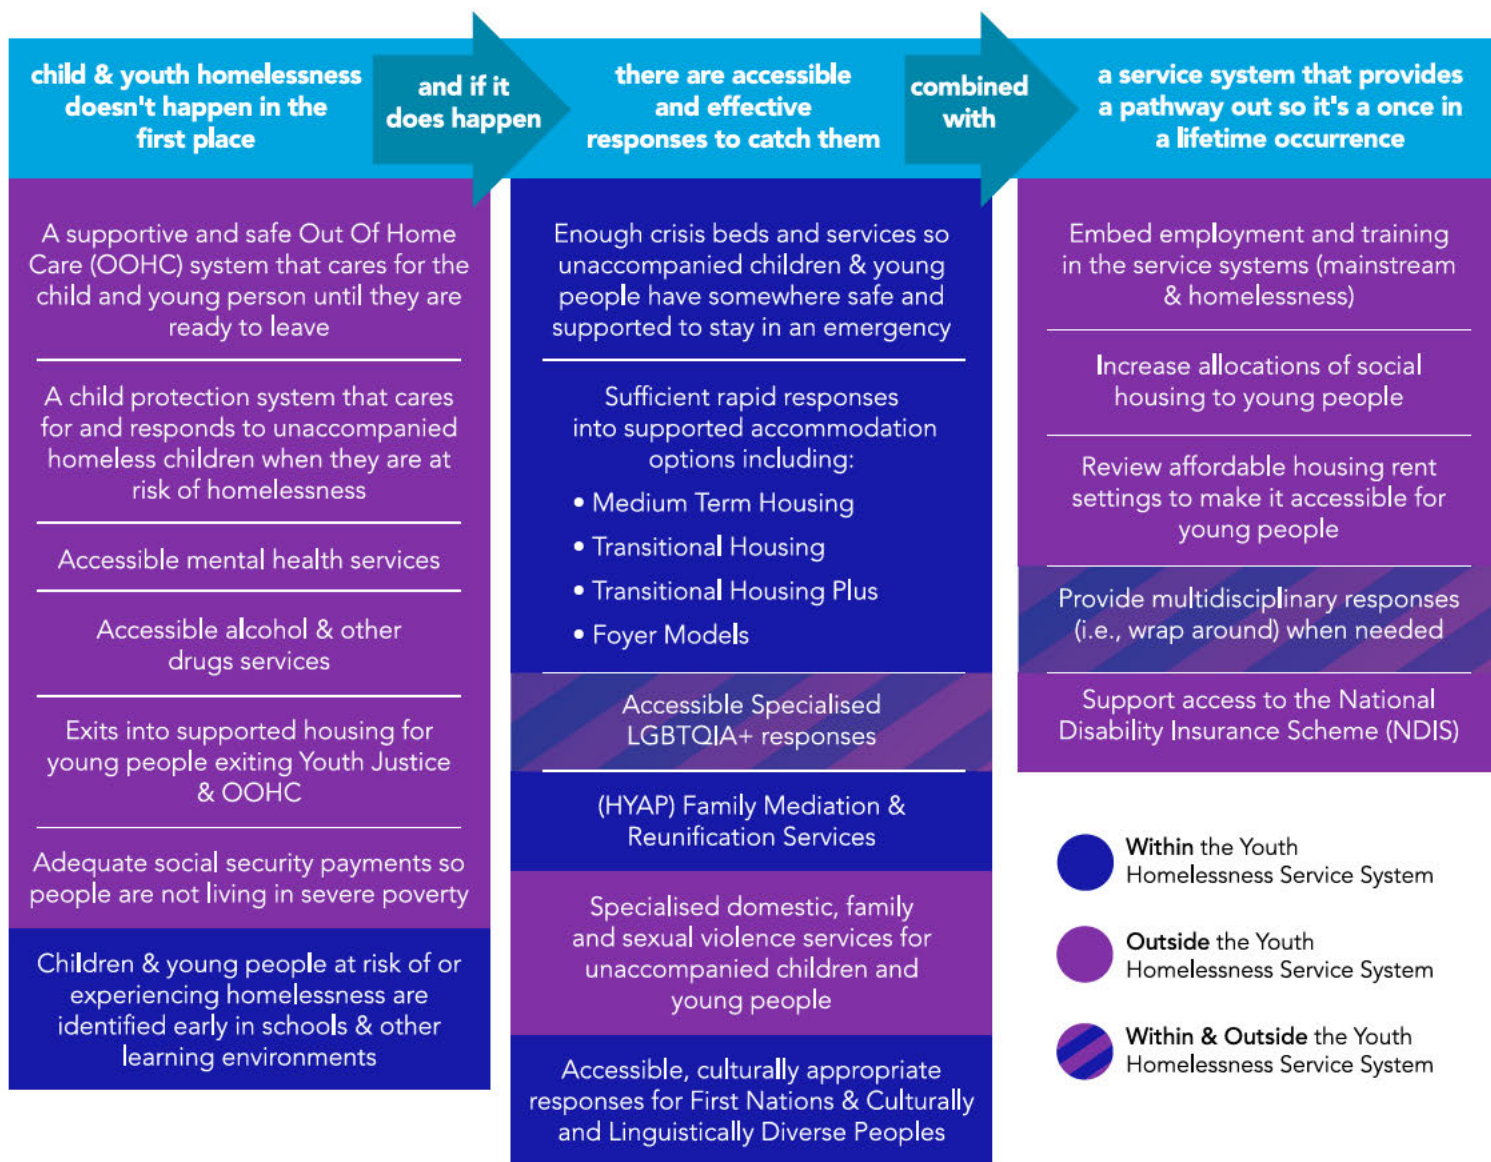 child & youth homelessness
doesn't happen in the
first place
and if it
does happen
there are accessible
and effective
responses to catch them
combined
with
a service system that provides
a pathway out so it's a once in
a lifetime occurrence
A supportive and safe Out Of Home
Care (OOHC) system that cares for the
child and young person until they are
ready to leave
A child protection system that cares
for and responds to unaccompanied
homeless children when they are at
risk of homelessness
Accessible mental health services
Accessible alcohol & other
drugs services
Exits into supported housing for
young people exiting Youth Justice
& OOHC
Adequate social security payments so
people are not living in severe poverty
Children & young people at risk of or
experiencing homelessness are
identified early in schools & other
learning environments
Enough crisis beds and services so
unaccompanied children & young
people have somewhere safe and
supported to stay in an emergency
Sufficient rapid responses
into supported accommodation
options including:
• Medium Term Housing
• Transitional Housing
• Transitional Housing Plus
• Foyer Models
Accessible Specialised
LGBTQIA+ responses
(HYAP) Family Mediation &
Reunification Services
Specialised domestic, family
and sexual violence services for
unaccompanied children and
young people
Accessible, culturally appropriate
responses for First Nations & Culturally
and Linguistically Diverse Peoples
Embed employment and training
in the service systems (mainstream
& homelessness)
Increase allocations of social
housing to young people
Review affordable housing rent
settings to make it accessible for
young people
Provide multidisciplinary responses
(i.e., wrap around) when needed
Support access to the National
Disability Insurance Scheme (NDIS)
Within the Youth
Homelessness Service System
Outside the Youth
Homelessness Service System
Within & Outside the Youth
Homelessness Service System